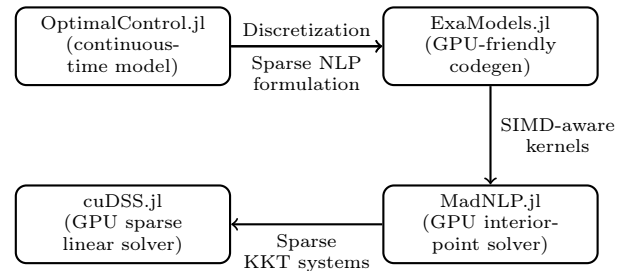 OptimalControl.jl
(continuous-
time model)
Discretization
Sparse NLP
formulation
ExaModels.jl
(GPU-friendly
codegen)
SIMD-aware
kernels
MadNLP.jl
(GPU interior-
point solver)
Sparse
KKT systems
cuDSS.jl
(GPU sparse
linear solver)